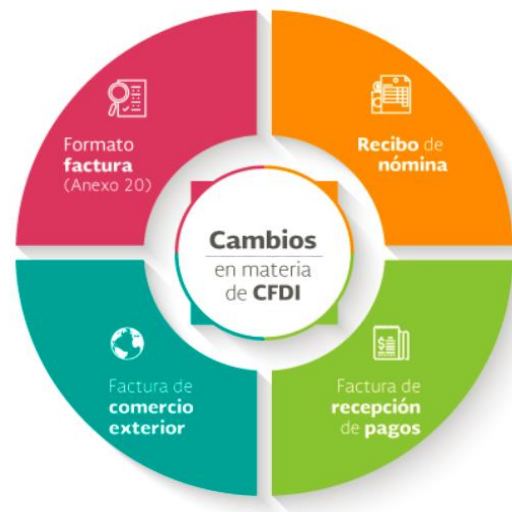 Formato
factura
(Anexo 20)
Recibo de
nómina
Cambios
en materia
de CFDI
Factura de
comercio
exterior
Factura de
recepción
de pagos